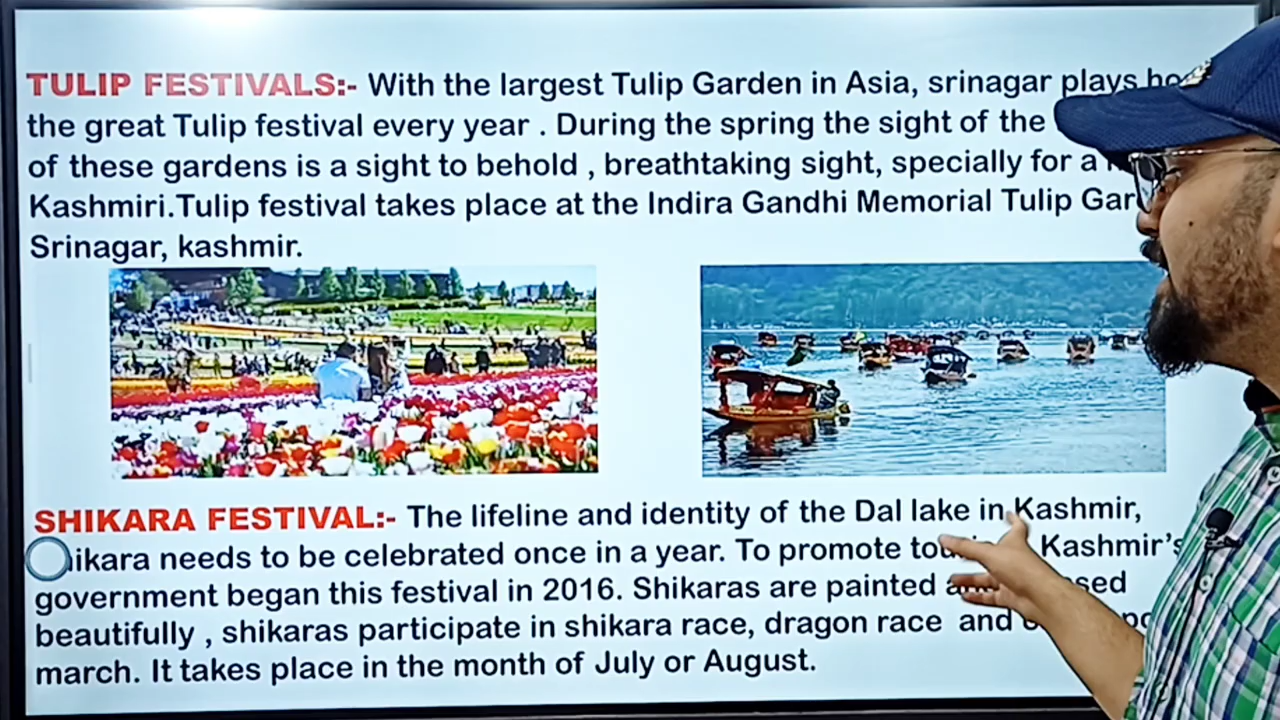 TULIP FESTIVALS:- With the largest Tulip Garden in Asia, srinagar plays
the great Tulip festival every year . During the spring the sight of the
of these gardens is a sight to behold , breathtaking sight, specially for a
Kashmiri.Tulip festival takes place at the Indira Gandhi Memorial Tulip
Srinagar, kashmir.
SHIKARA FESTIVAL:- The lifeline and identity of the Dal lake in Kashmir,
needs to be celebrated once in a year. To promote Kashmir's
government began this festival in 2016. Shikaras are painted
beautifully , shikaras participate in shikara race, dragon race and
march. It takes place in the month of July or August.